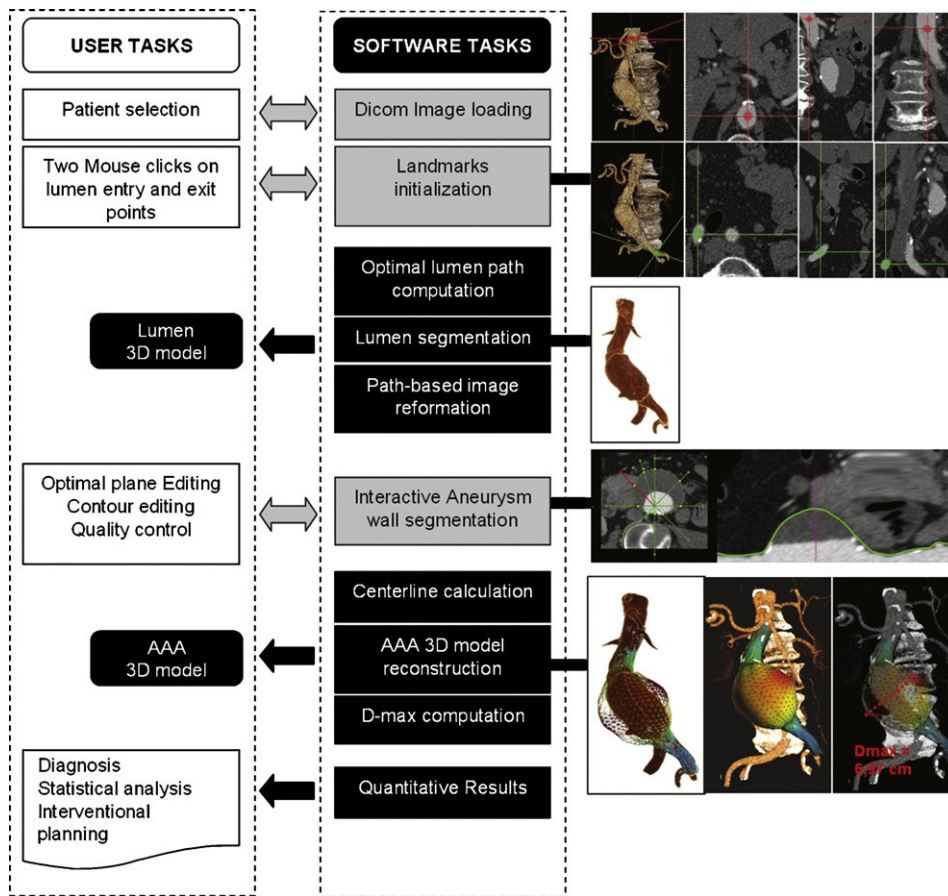 USER TASKS
SOFTWARE TASKS
Patient selection
Dicom Image loading
Two Mouse clicks on
lumen entry and exit
points
Landmarks
initialization
Optimal lumen path
computation
Lumen
3D model
Lumen segmentation
Path-based image
reformation
Optimal plane Editing
Contour editing
Quality control
Interactive Aneurysm
wall segmentation
Centerline calculation
AAA
3D model
AAA 3D model
reconstruction
D-max computation
Dmax =
6,97 cm
Diagnosis
Statistical analysis
Interventional
planning
Quantitative Results